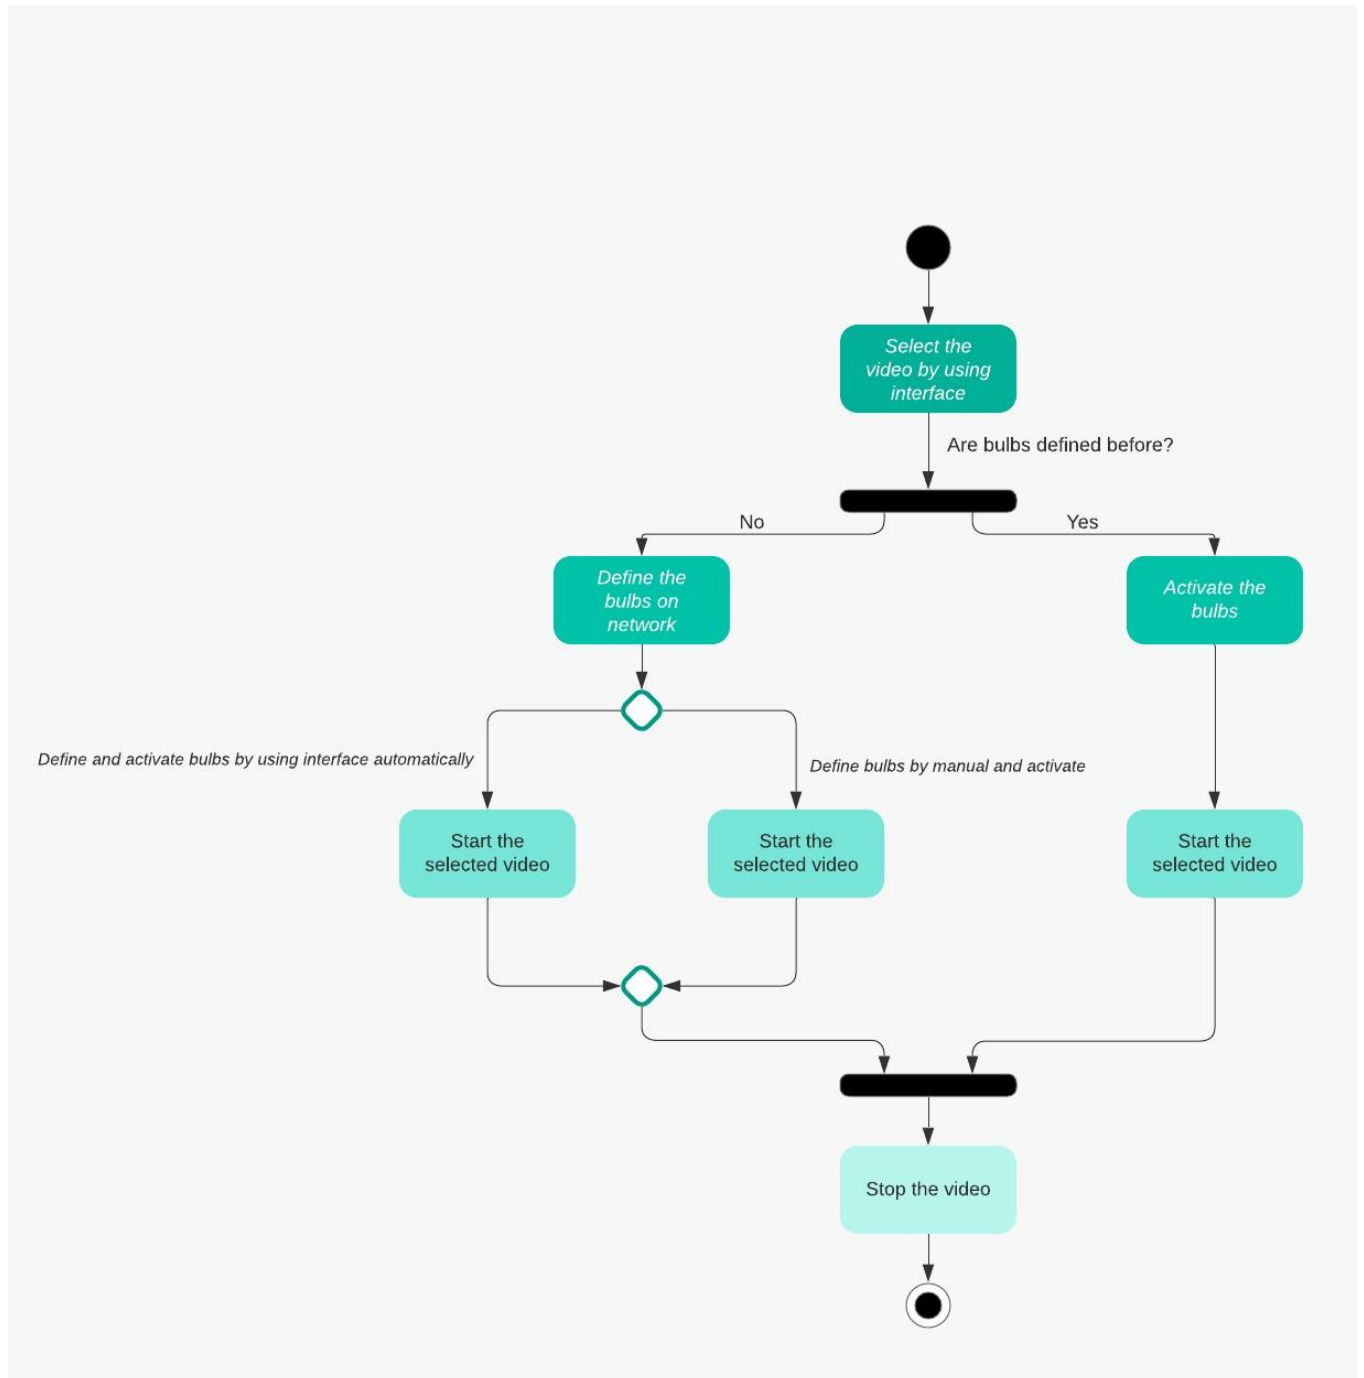 Select the
video by using
interface
Are bulbs defined before?
No
Yes
Define the
bulbs on
network
Activate the
bulbs
Define and activate bulbs by using interface automatically
Define bulbs by manual and activate
Start the
selected video
Start the
selected video
Start the
selected video
Stop the video